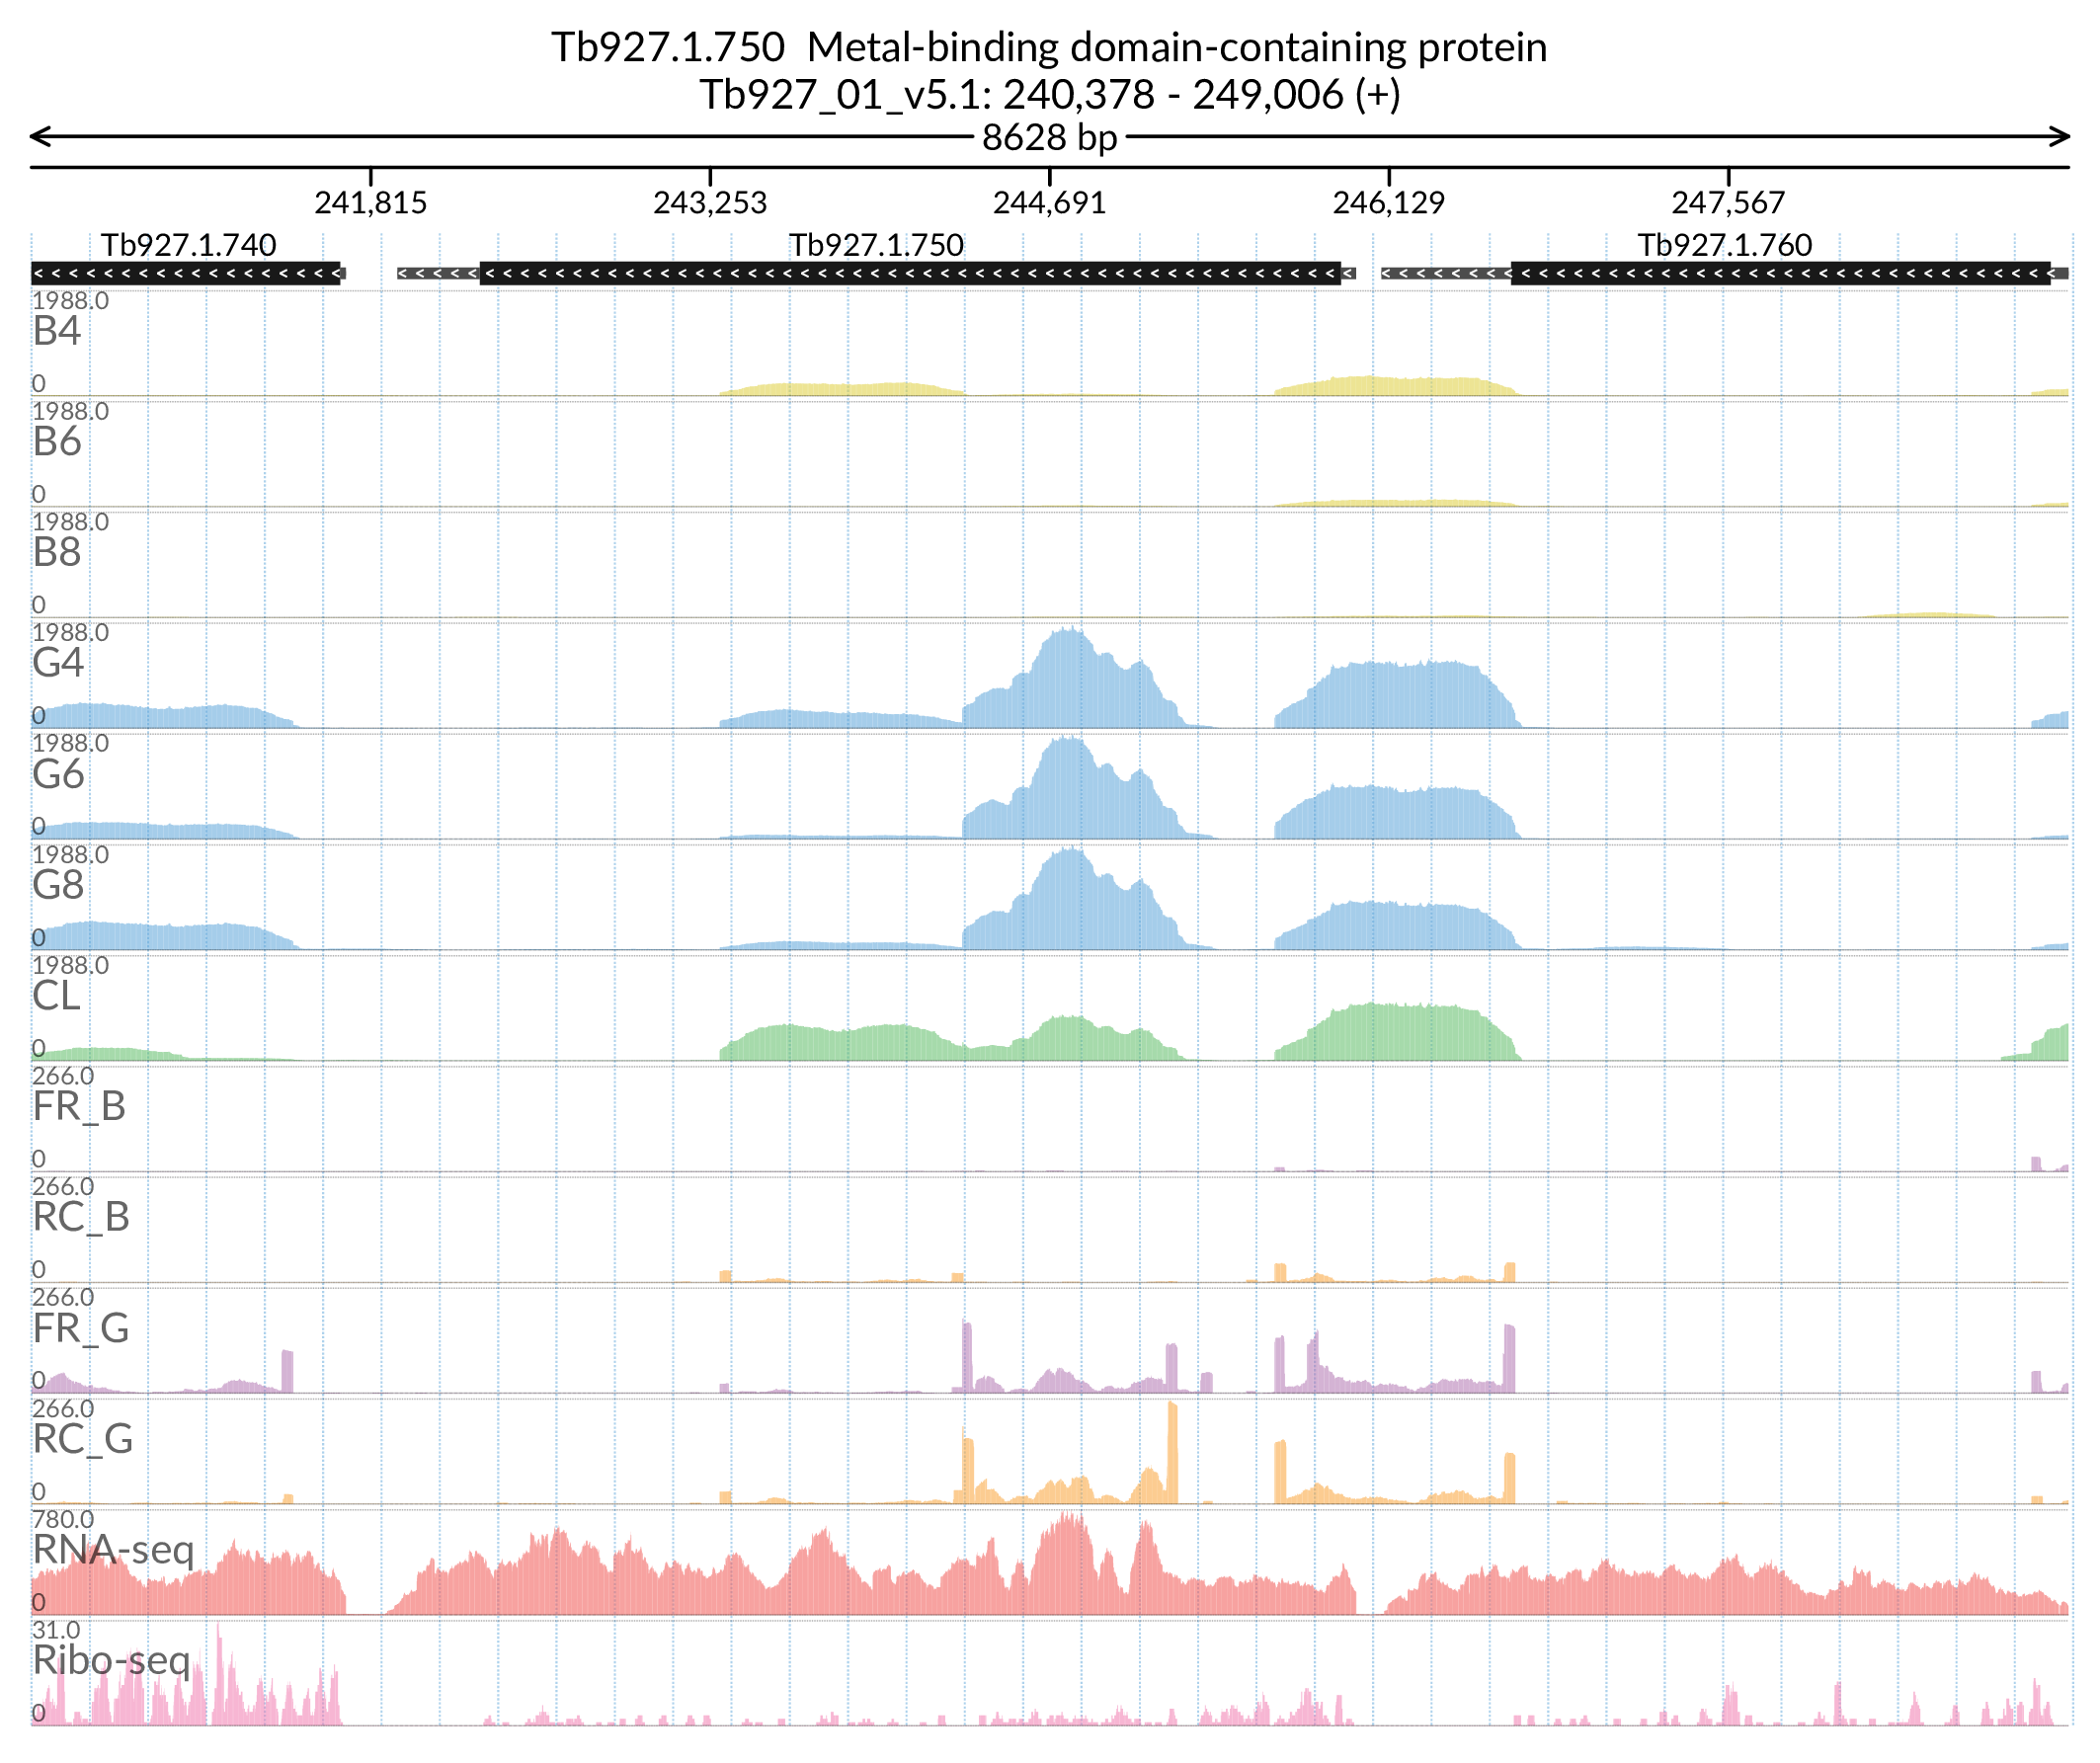 Tb927.1.750  Metal-binding domain-containing protein
Tb927_01_v5.1: 240,378 - 249,006 (+)
8628 bp
241,815 243,253 244,691 246,129 247,567
Tb927.1.740 Tb927.1.750 Tb927.1.760
1988.0
B4
0
1988.0
B6
0
1988.0
B8
0
1988.0
G4
0
1988.0
G6
0
1988.0
G8
0
1988.0
CL
0
266.0
FR_B
0
266.0
RC_B
0
266.0
FR_G
0
266.0
RC_G
0
780.0
RNA-seq
0
31.0
Ribo-seq
0